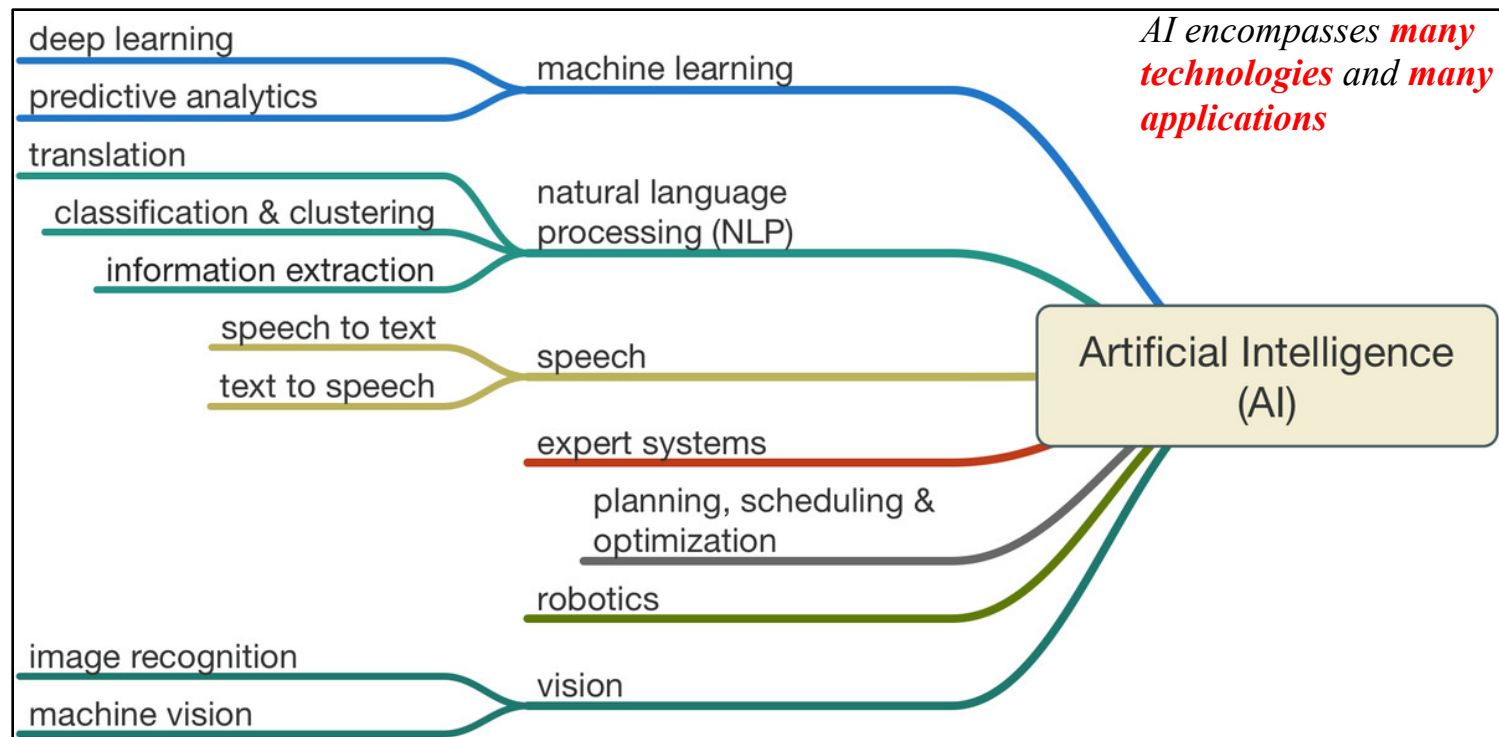 AI encompasses many
technologies and many
applications
deep learning
machine learning
predictive analytics
translation
natural language
processing (NLP)
classification & clustering
information extraction
speech to text
speech
text to speech
Artificial Intelligence
(AI)
expert systems
planning, scheduling &
optimization
robotics
image recognition
vision
machine vision